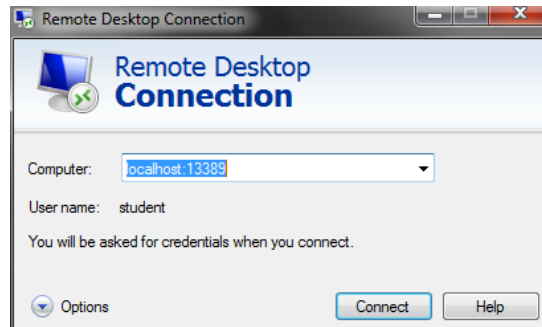 Remote Desktop Connection
Remote Desktop
Connection
Computer: localhost:13389
User name: student
You will be asked for credentials when you connect.
Options Connect Help